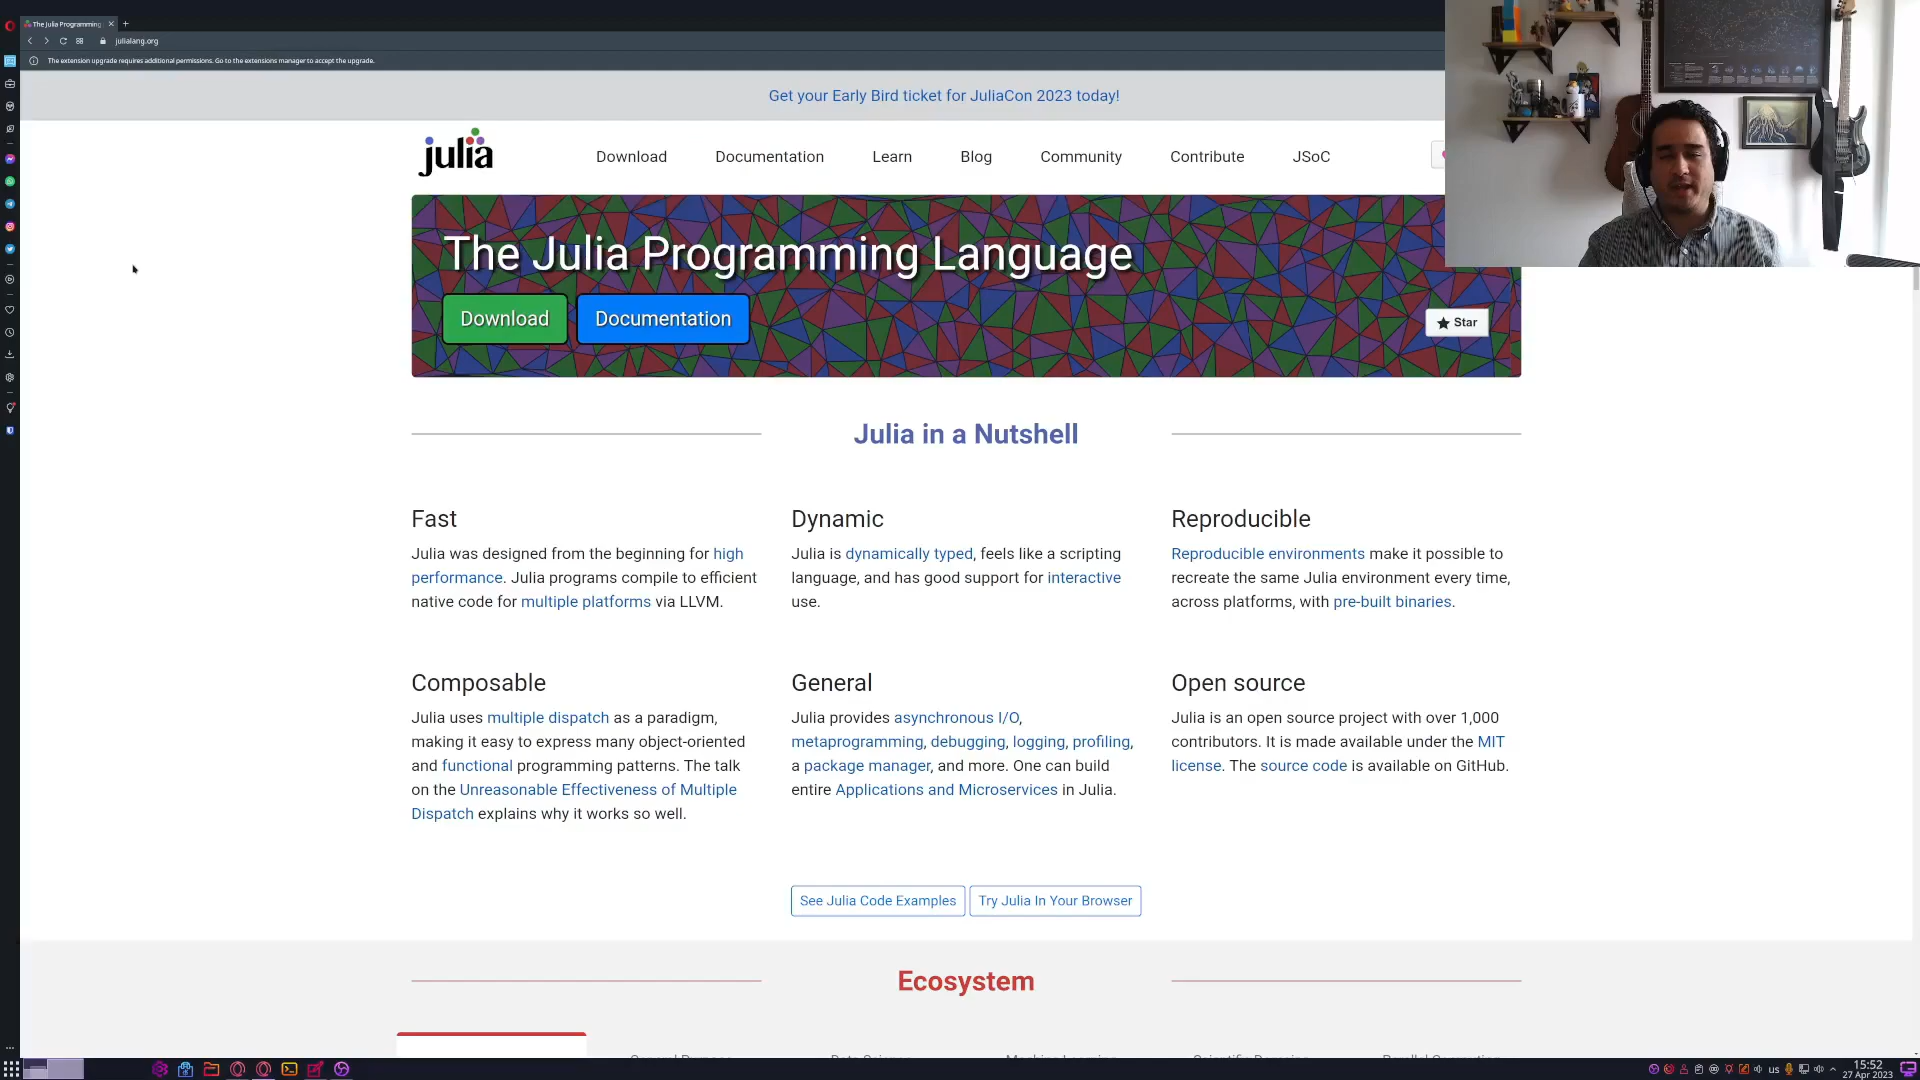 The Julia Programming
julialang.org
The extension upgrade requires additional permissions. Go to the extensions manager to accept the upgrade.
Get your Early Bird ticket for JuliaCon 2023 today!
julia
Download
Documentation
Learn
Blog
Community
Contribute
JSoC
The Julia Programming Language
Download
Documentation
Star
Julia in a Nutshell
Fast
Julia was designed from the beginning for high
performance. Julia programs compile to efficient
native code for multiple platforms via LLVM.
Dynamic
Julia is dynamically typed, feels like a scripting
language, and has good support for interactive
use.
Reproducible
Reproducible environments make it possible to
recreate the same Julia environment every time,
across platforms, with pre-built binaries.
Composable
Julia uses multiple dispatch as a paradigm,
making it easy to express many object-oriented
and functional programming patterns. The talk
on the Unreasonable Effectiveness of Multiple
Dispatch explains why it works so well.
General
Julia provides asynchronous I/O,
metaprogramming, debugging, logging, profiling,
a package manager, and more. One can build
entire Applications and Microservices in Julia.
Open source
Julia is an open source project with over 1,000
contributors. It is made available under the MIT
license. The source code is available on GitHub.
See Julia Code Examples
Try Julia In Your Browser
Ecosystem
us
15:52
27 Apr 2023